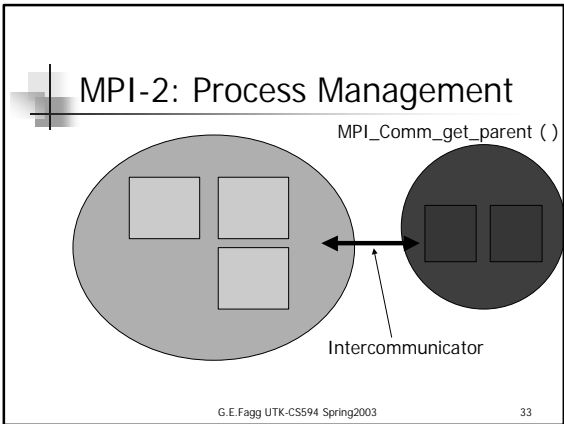 MPI-2: Process Management
MPI_Comm_get_parent ( )
Intercommunicator
G.E.Fagg UTK-CS594 Spring2003
33